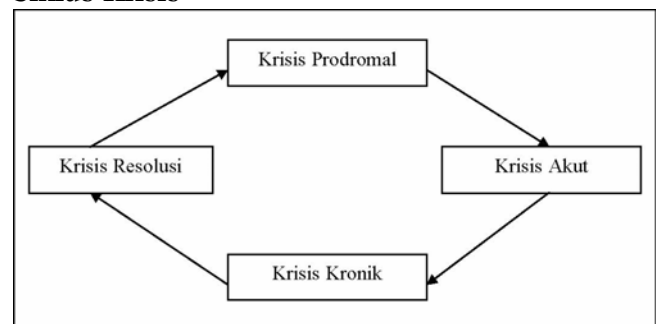 Krisis Prodromal
Krisis Resolusi
Krisis Akut
Krisis Kronik